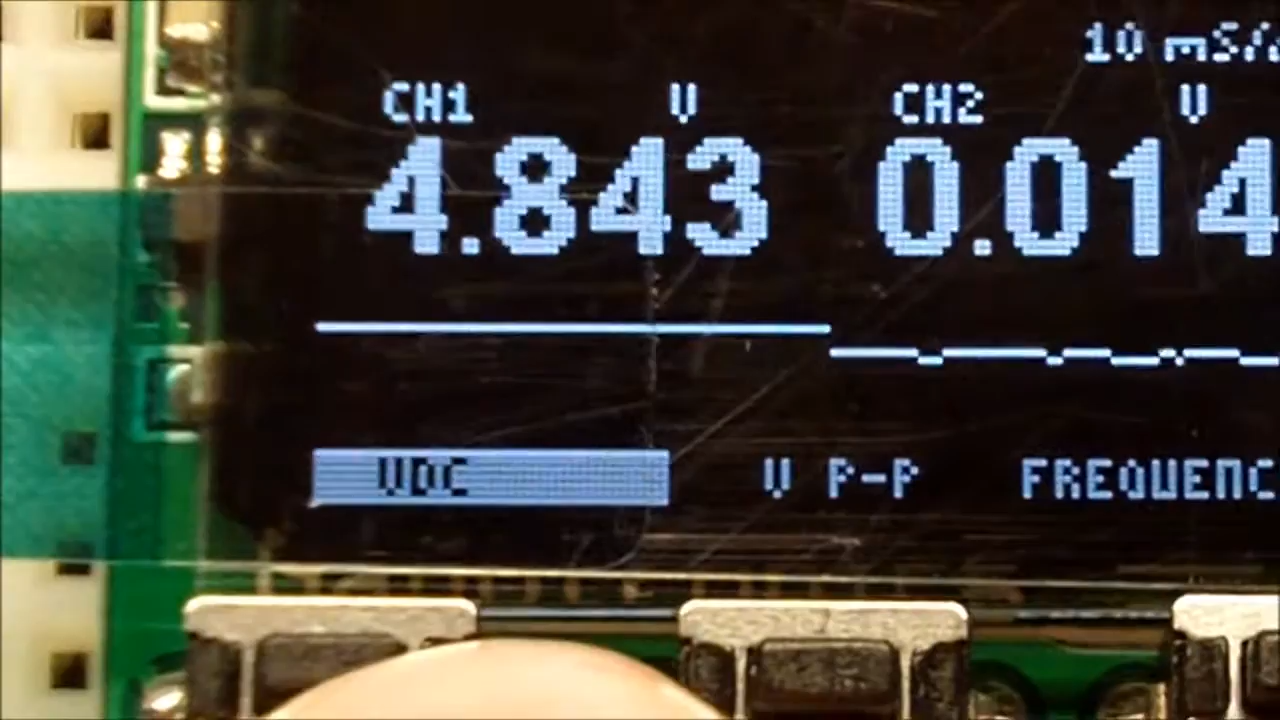 10 mS/
CH1 V CH2 V
4.843 0.014
VDC V P-P FREQUENC